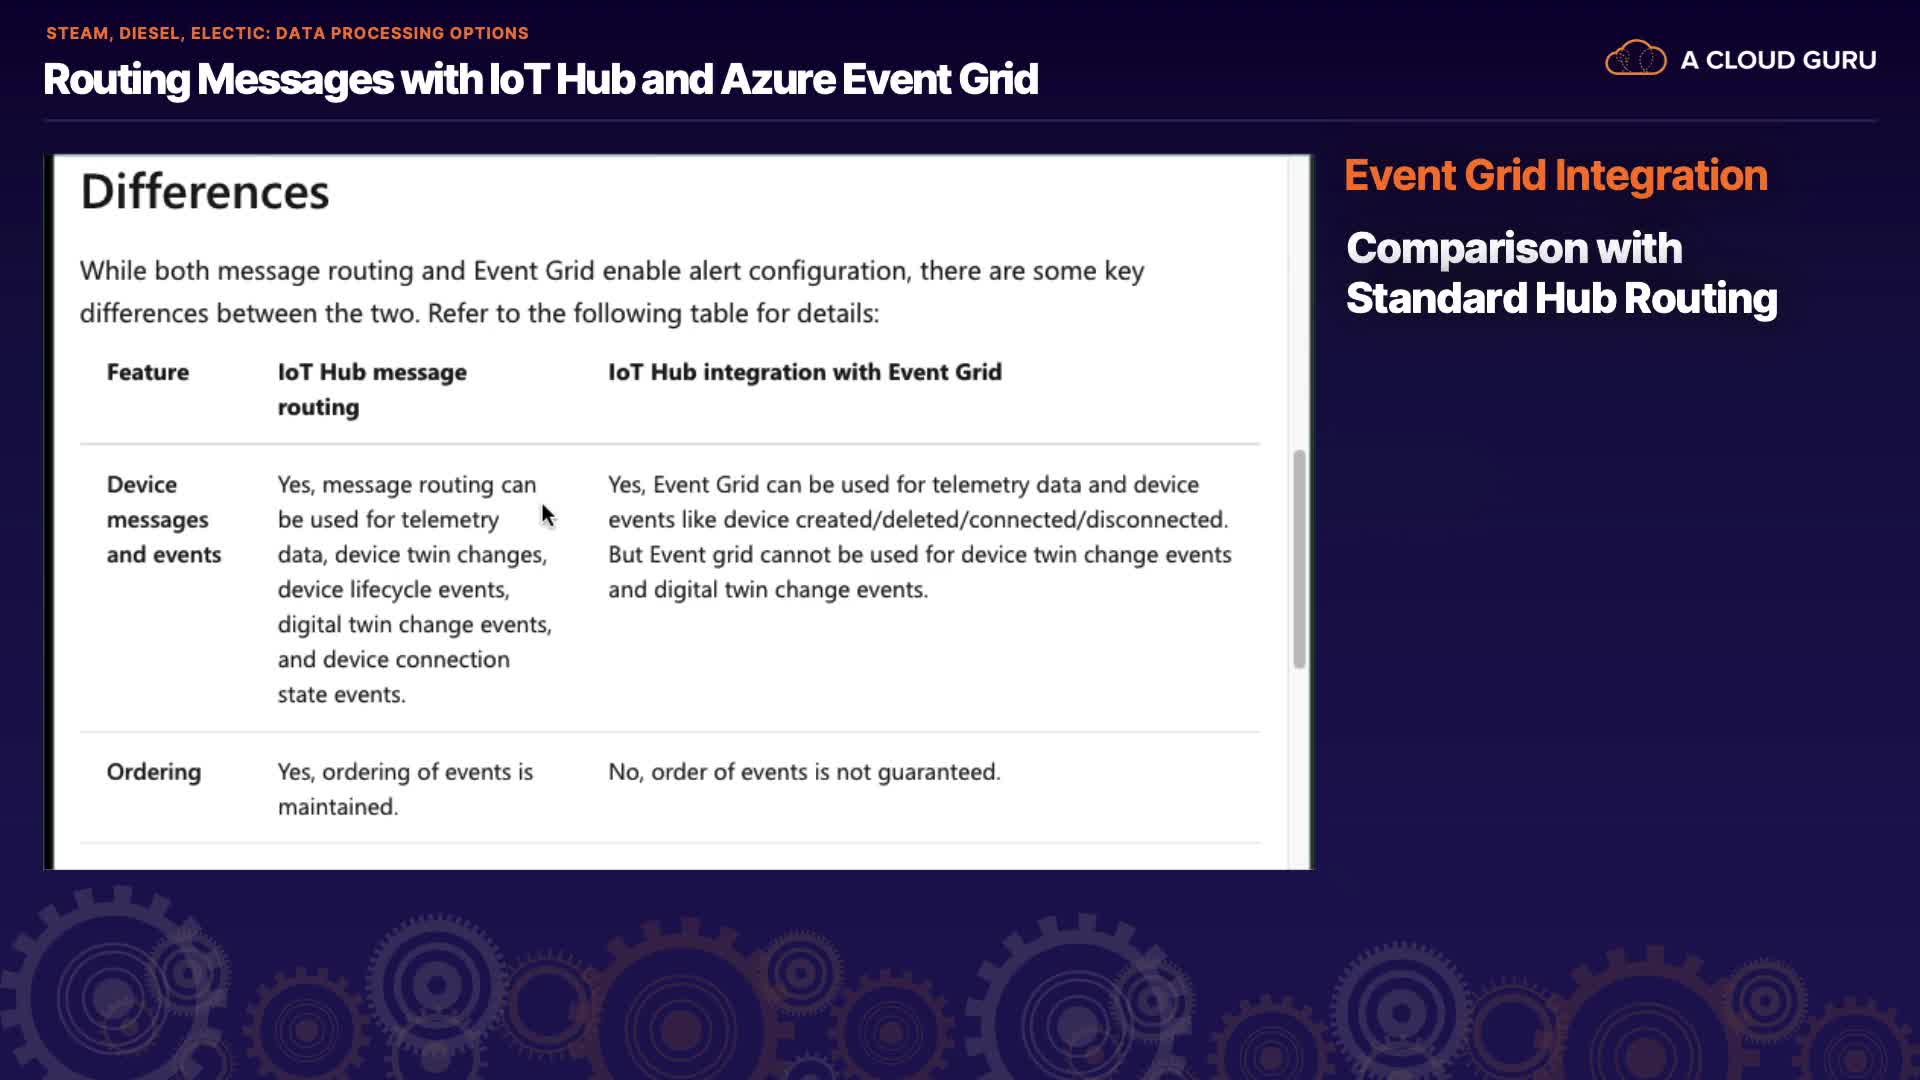 STEAM, DIESEL, ELECTIC: DATA PROCESSING OPTIONS
Routing Messages with IoT Hub and Azure Event Grid
A CLOUD GURU
Differences
While both message routing and Event Grid enable alert configuration, there are some key
differences between the two. Refer to the following table for details:
Feature
IoT Hub message
routing
IoT Hub integration with Event Grid
Device
messages
and events
Yes, message routing can
be used for telemetry
data, device twin changes,
device lifecycle events,
digital twin change events,
and device connection
state events.
Yes, Event Grid can be used for telemetry data and device
events like device created/deleted/connected/disconnected.
But Event grid cannot be used for device twin change events
and digital twin change events.
Ordering
Yes, ordering of events is
maintained.
No, order of events is not guaranteed.
Event Grid Integration
Comparison with
Standard Hub Routing